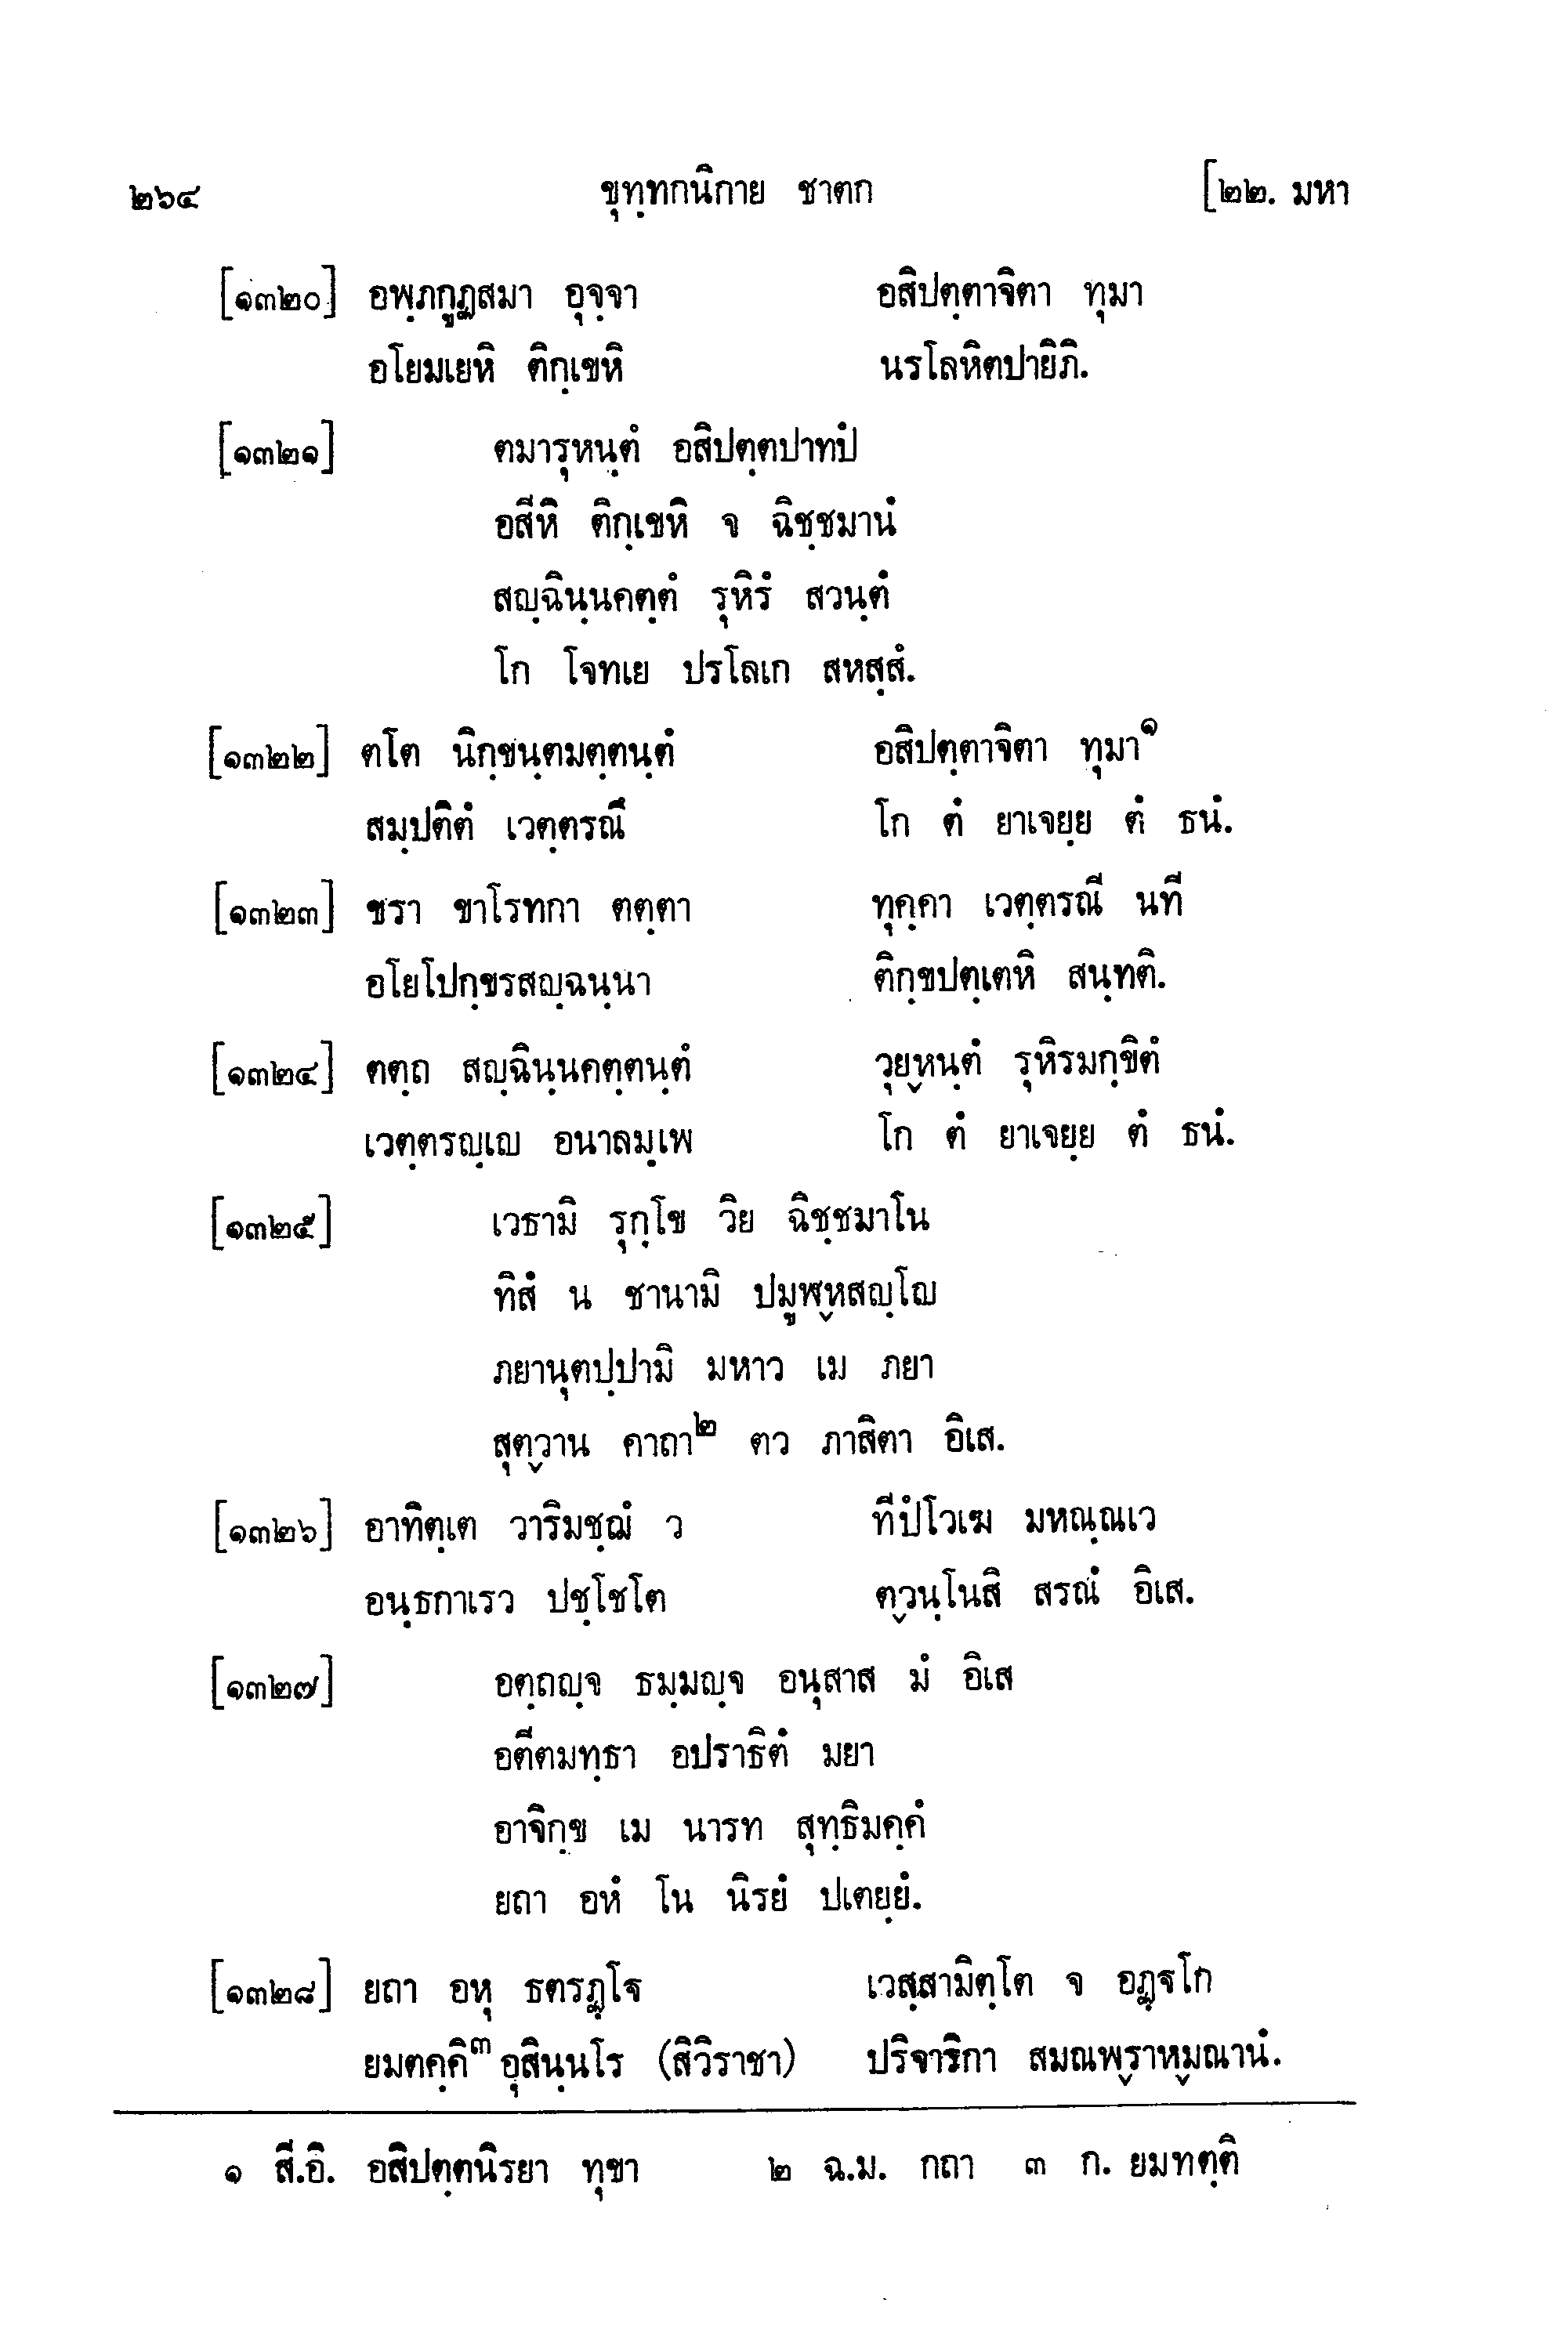 ๒๖๔ ขุทฺทกนิกาย ชาตก [๒๒. มหา
[๑๓๒๐] อพฺภกูฏสมา อุจฺจา อสิปตฺตาจิตา ทุมา
อโยมเยหิ ติกฺเขหิ นรโลหิตปายิภิ.
[๑๓๒๑] ตมารุหนฺตํ อสิปตฺตปาทปํ
อสีหิ ติกฺเขหิ จ ฉิชฺชมานํ
สญฺฉินฺนคตฺตํ รุหิรํ สวนฺตํ
โก โจทเย ปรโลเก สหสฺสํ.
[๑๓๒๒] ตโต นิกฺขนฺตมตฺตนฺตํ อสิปตฺตาจิตา ทุมา๑
สมฺปติตํ เวตฺตรณึ โก ตํ ยาเจยฺย ตํ ธนํ.
[๑๓๒๓] ขรา ขาโรทกา ตตฺตา ทุคฺคา เวตฺตรณี นที
อโยโปกฺขรสญฺฉนฺนา ติกฺขปตฺเตหิ สนฺทติ.
[๑๓๒๔] ตตฺถ สญฺฉินฺนคตฺตนฺตํ วุยฺหนฺตํ รุหิรมกฺขิตํ
เวตฺตรญฺเญ อนาลมฺเพ โก ตํ ยาเจยฺย ตํ ธนํ.
[๑๓๒๕] เวธามิ รุกฺโข วิย ฉิชฺชมาโน
ทิสํ น ชานามิ ปมูฬฺหสญฺโญ
ภยานุตปฺปามิ มหาว เม ภยา
สุตฺวาน คาถา๒ ตว ภาสิตา อิเส.
[๑๓๒๖] อาทิตฺเต วาริมชฺฌํ ว ทีปํโวเฆ มหณฺณเว
อนฺธกาเรว ปชฺโชโต ตฺวนฺโนสิ สรณํ อิเส.
[๑๓๒๗] อตฺถญฺจ ธมฺมญฺจ อนุสาส มํ อิเส
อตีตมทฺธา อปราธิตํ มยา
อาจิกฺข เม นารท สุทฺธิมคฺคํ
ยถา อหํ โน นิรยํ ปเตยฺยํ.
[๑๓๒๘] ยถา อหุ ธตรฏฺโฐ เวสฺสามิตฺโต จ อฏฺฐโก
ยมตคฺคิ๓ อุสินฺนโร (สิวิราชา) ปริจาริกา สมณพฺราหฺมณานํ.
๑ สี.อิ. อสิปตฺตนิรยา ทุขา ๒ ฉ.ม. กถา ๓ ก. ยมทตฺติ